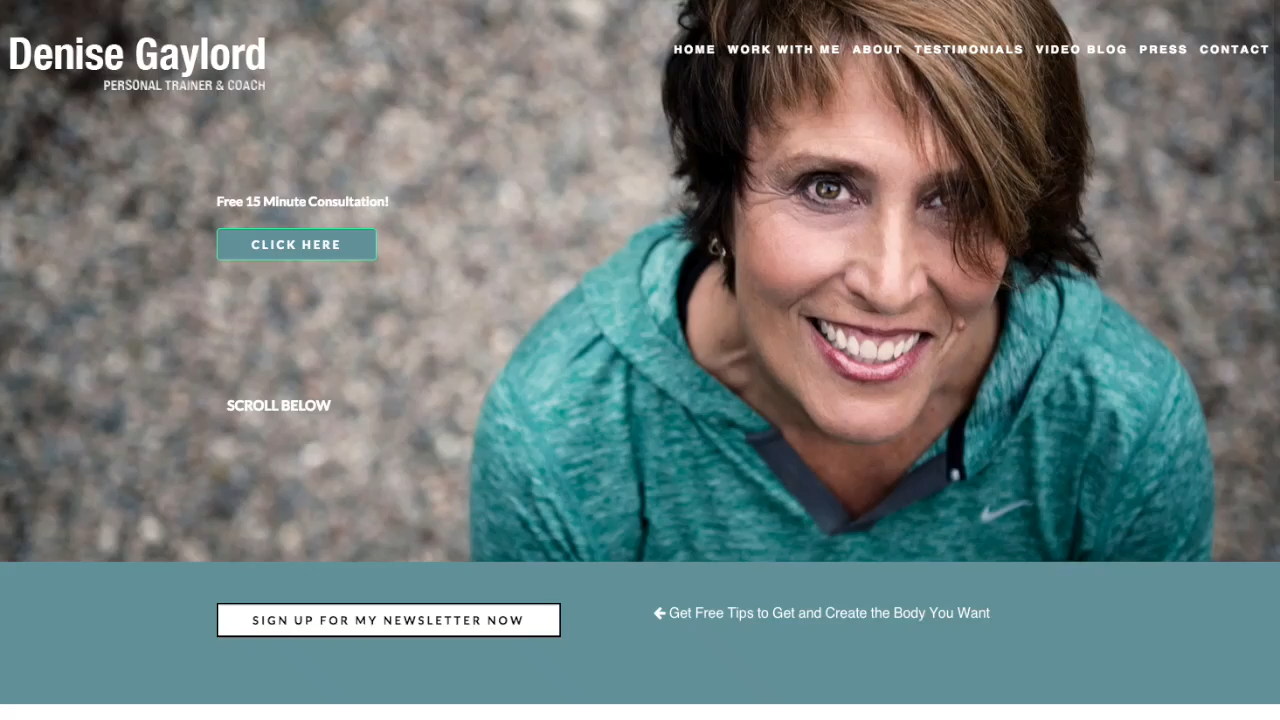 Denise Gaylord
PERSONAL TRAINER & COACH
HOME WORK WITH ME ABOUT TESTIMONIALS VIDEO BLOG PRESS CONTACT
Free 15 Minute Consultation!
CLICK HERE
SCROLL BELOW
SIGN UP FOR MY NEWSLETTER NOW
Get Free Tips to Get and Create the Body You Want